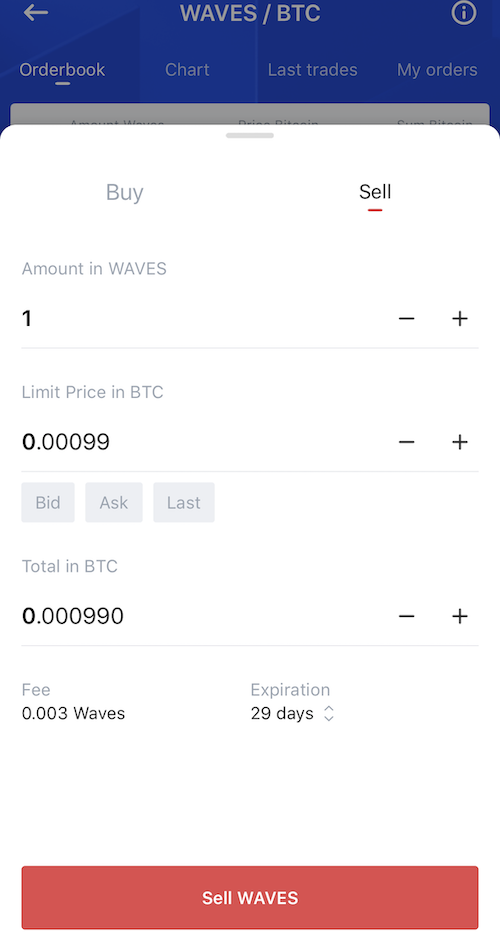 WAVES / BTC
Orderbook Chart Last trades My orders
Amount Waves Price Bitcoin Sum Bitcoin
Buy Sell
Amount in WAVES
1
Limit Price in BTC
0.00099
Bid Ask Last
Total in BTC
0.000990
Fee Expiration
0.003 Waves 29 days
Sell WAVES